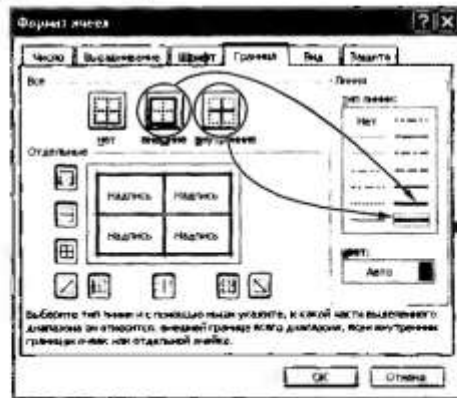 Формат ячеек
Число Выравнивание Шрифт Граница Вид Защита
Все
Линия
тип линии:
Нет
нет внешние внутренние
Отдельные
Надпись Надпись
Надпись Надпись
цвет:
Авто
Выберите тип линии и с помощью мыши укажите, к какой части выделенного
диапазона он относится: внешней границе всего диапазона, всем внутренним
границам ячеек или отдельной ячейке.
ОК Отмена